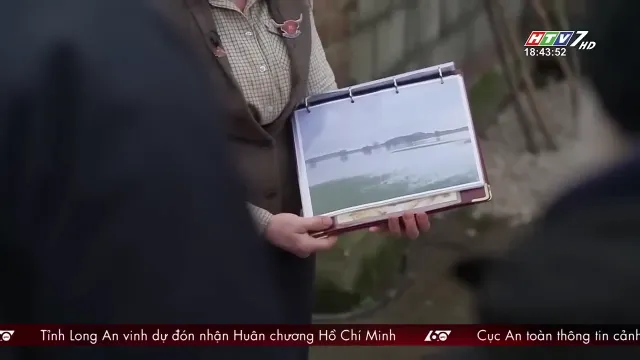 HTV7 HD
18:43:52
Tỉnh Long An vinh dự đón nhận Huân chương Hồ Chí Minh
60
Cục An toàn thông tin cảnh